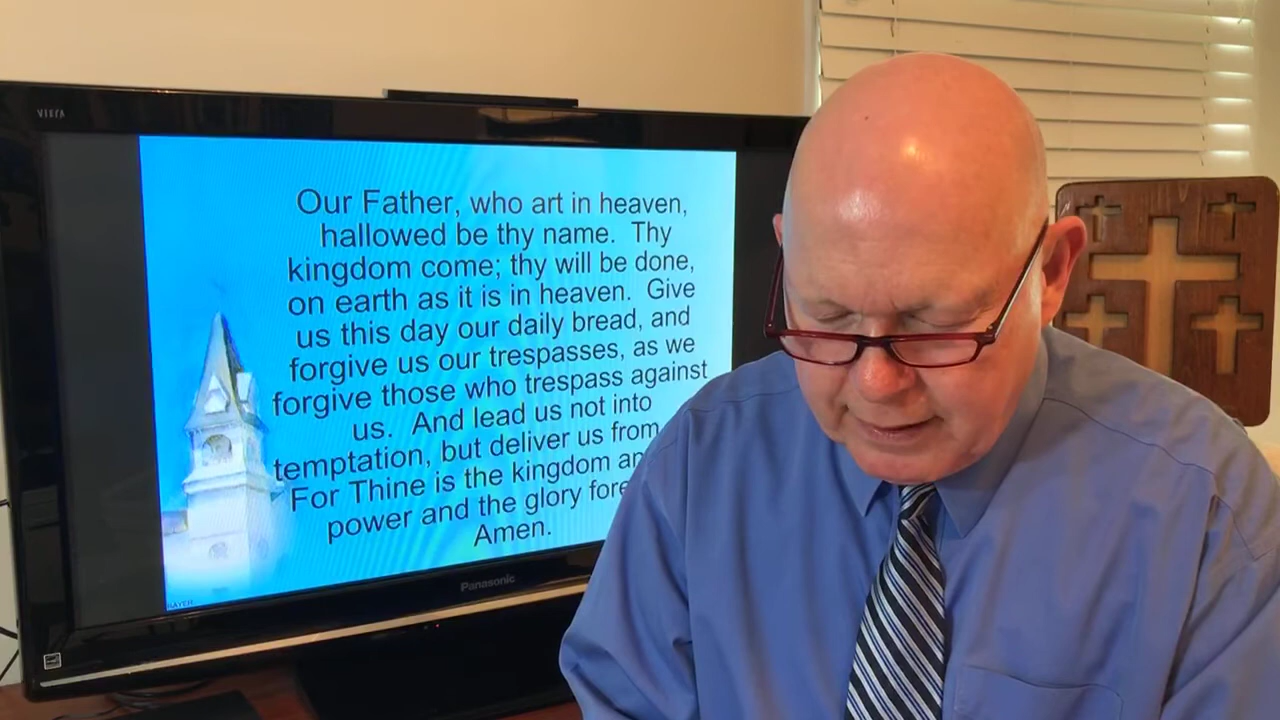 VIERA
Our Father, who art in heaven,
hallowed be thy name. Thy
kingdom come; thy will be done,
on earth as it is in heaven. Give
us this day our daily bread, and
forgive us our trespasses, as we
forgive those who trespass against
us. And lead us not into
temptation, but deliver us from
For Thine is the kingdom an
power and the glory fore
Amen.
Panasonic